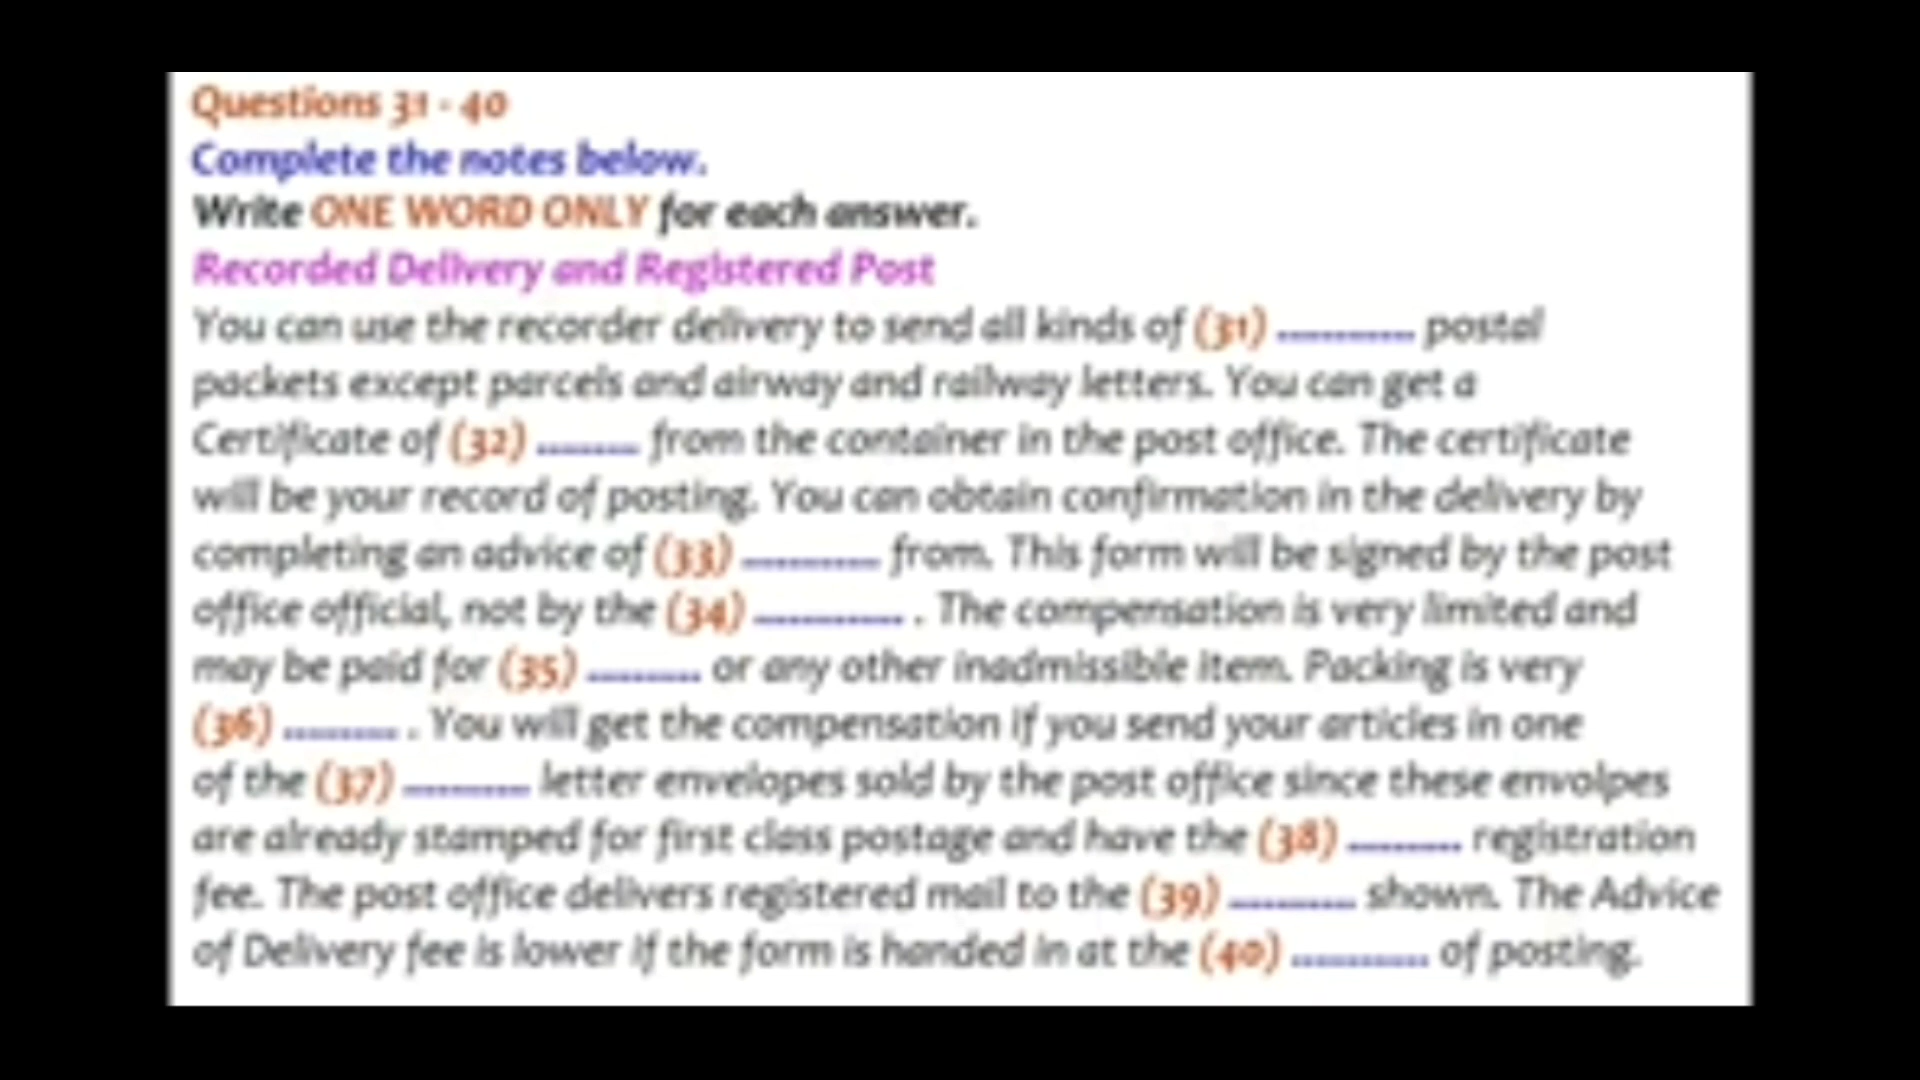 Questions 31 - 40
Complete the notes below.
Write ONE WORD ONLY for each answer.
Recorded Delivery and Registered Post
You can use the recorder delivery to send all kinds of (31) ............ postal
packets except parcels and airway and railway letters. You can get a
Certificate of (32) ......... from the container in the post office. The certificate
will be your record of posting. You can obtain confirmation in the delivery by
completing an advice of (33) ............ from. This form will be signed by the post
office official, not by the (34) ............. . The compensation is very limited and
may be paid for (35) .......... or any other inadmissible item. Packing is very
(36) .......... . You will get the compensation if you send your articles in one
of the (37) ........... letter envelopes sold by the post office since these envolpes
are already stamped for first class postage and have the (38) .......... registration
fee. The post office delivers registered mail to the (39) ........... shown. The Advice
of Delivery fee is lower if the form is handed in at the (40) ............ of posting.